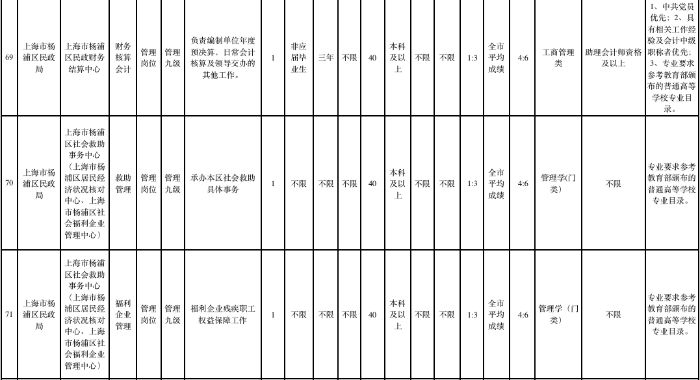 69
上海市杨
浦区民政
局
上海市杨浦
区民政财务
结算中心
财务
核算
会计
管理
岗位
管理
九级
负责编制单位年度
预决算、日常会计
核算及领导交办的
其他工作。
1
非应
届毕
业生
三年
不限
40
本科
及以
上
不限
不限
1:3
全市
平均
成绩
4:6
工商管理
类
助理会计师资格
及以上
1、中共党员
优先；2、具
有相关工作经
验及会计中级
职称者优先。
3、专业要求
参考教育部颁
布的普通高等
学校专业目
录。
70
上海市杨
浦区民政
局
上海市杨浦
区社会救助
事务中心
（上海市杨
浦区居民经
济状况核对
中心、上海
市杨浦区社
会福利企业
管理中心）
救助
管理
管理
岗位
管理
九级
承办本区社会救助
具体事务
1
不限
不限
不限
40
本科
及以
上
不限
不限
1:3
全市
平均
成绩
4:6
管理学(门
类)
不限
专业要求参考
教育部颁布的
普通高等学校
专业目录。
71
上海市杨
浦区民政
局
上海市杨浦
区社会救助
事务中心
（上海市杨
浦区居民经
济状况核对
中心、上海
市杨浦区社
会福利企业
管理中心）
福利
企业
管理
管理
岗位
管理
九级
福利企业残疾职工
权益保障工作
1
不限
不限
不限
40
本科
及以
上
不限
不限
1:3
全市
平均
成绩
4:6
管理学（门
类）
不限
专业要求参考
教育部颁布的
普通高等学校
专业目录。